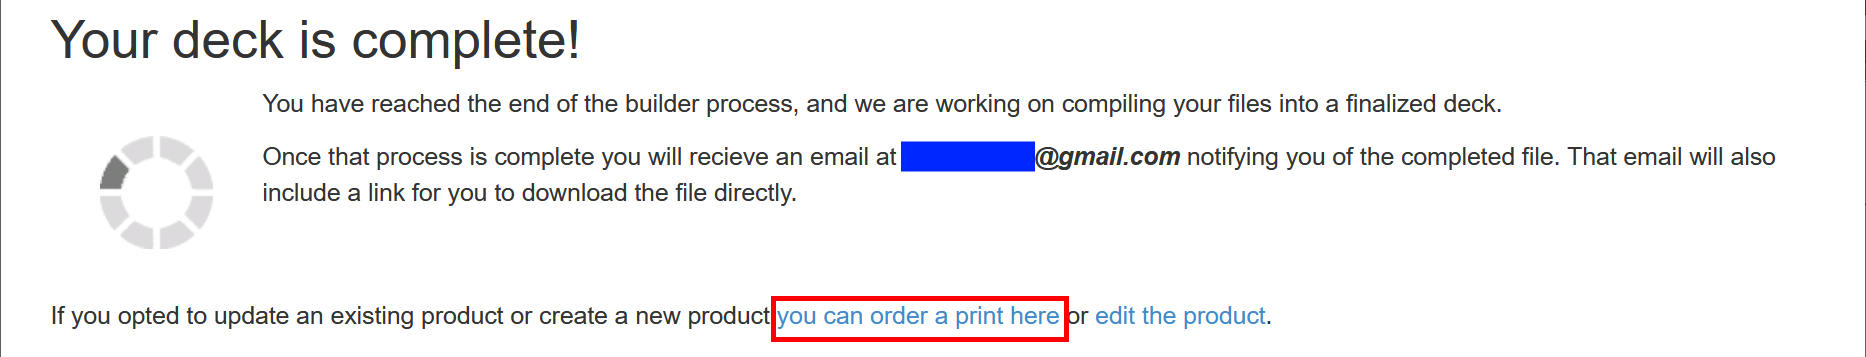 Your deck is complete!
You have reached the end of the builder process, and we are working on compiling your files into a finalized deck.
Once that process is complete you will recieve an email at @gmail.com notifying you of the completed file. That email will also
include a link for you to download the file directly.
If you opted to update an existing product or create a new product you can order a print here or edit the product.